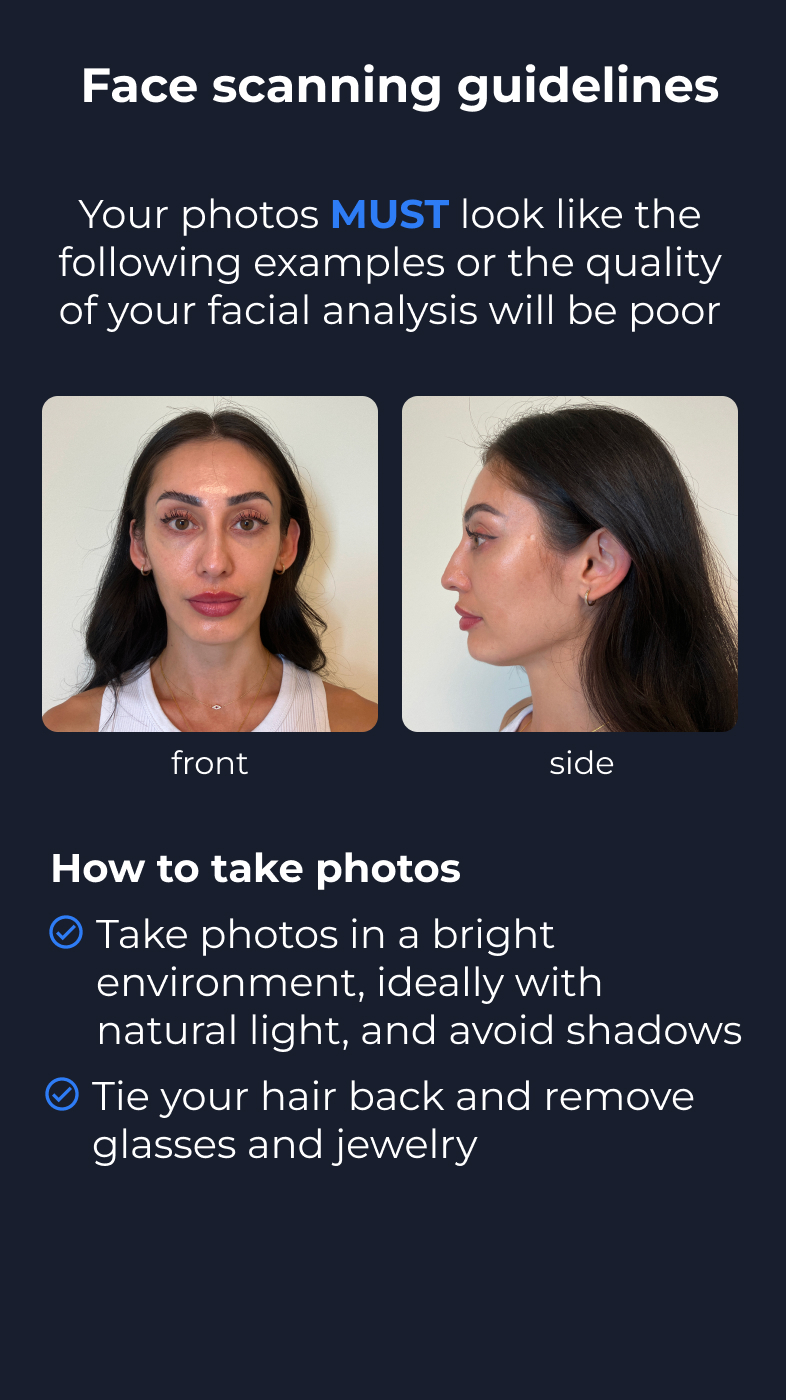 Face scanning guidelines
Your photos MUST look like the
following examples or the quality
of your facial analysis will be poor
front
side
How to take photos
Take photos in a bright
environment, ideally with
natural light, and avoid shadows
Tie your hair back and remove
glasses and jewelry